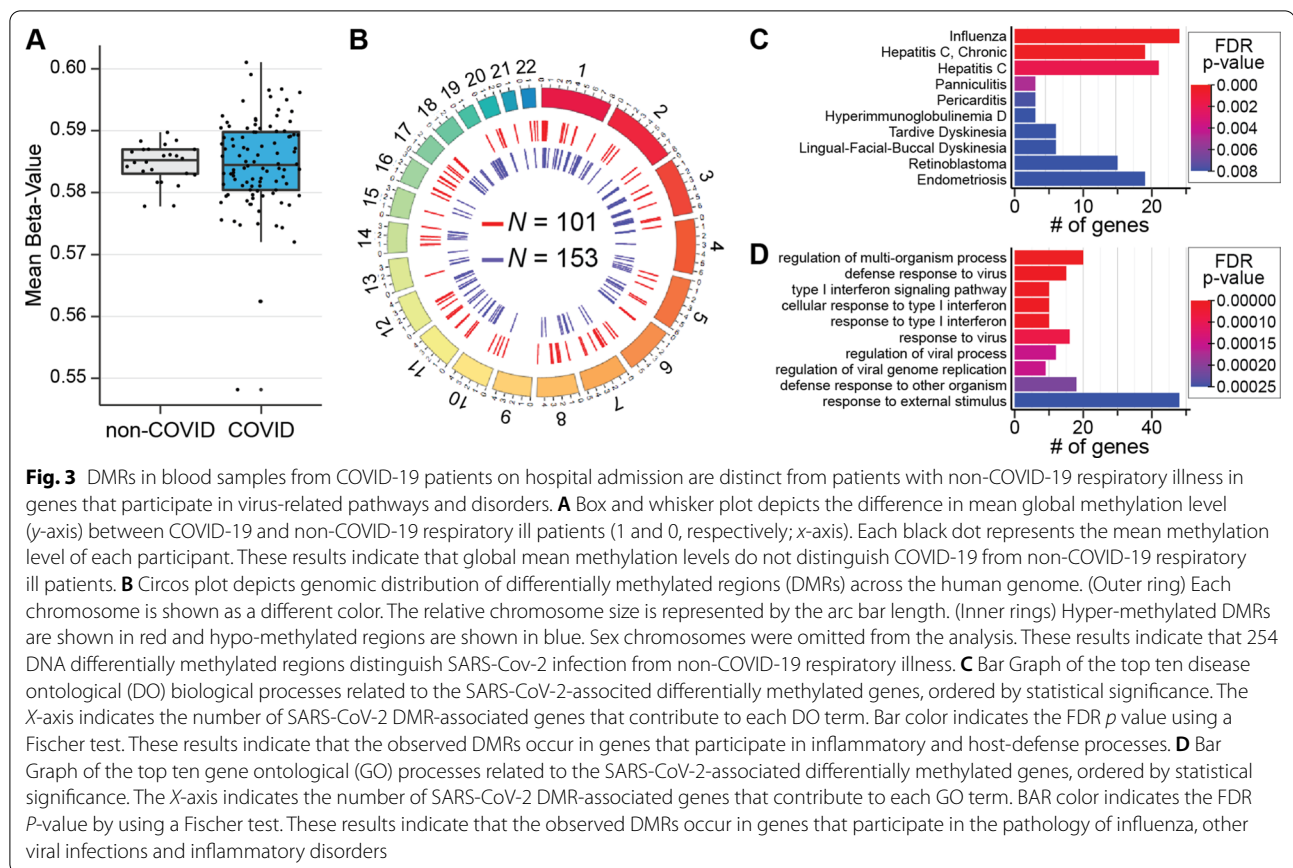 A
Mean Beta-Value
0.60
0.59
0.58
0.57
0.56
0.55
non-COVID COVID
B
1
2
3
4
5
6
7
8
9
10
11
12
13
14
15
16
17
18
19
20
21
22
N = 101
N = 153
C
Influenza
Hepatitis C, Chronic
Hepatitis C
Panniculitis
Pericarditis
Hyperimmunoglobulinemia D
Tardive Dyskinesia
Lingual-Facial-Buccal Dyskinesia
Retinoblastoma
Endometriosis
0 10 20
# of genes
FDR
p-value
0.000
0.002
0.004
0.006
0.008
D
regulation of multi-organism process
defense response to virus
type I interferon signaling pathway
cellular response to type I interferon
response to type I interferon
response to virus
regulation of viral process
regulation of viral genome replication
defense response to other organism
response to external stimulus
0 20 40
# of genes
FDR
p-value
0.00000
0.00010
0.00015
0.00020
0.00025
Fig. 3 DMRs in blood samples from COVID-19 patients on hospital admission are distinct from patients with non-COVID-19 respiratory illness in
genes that participate in virus-related pathways and disorders. A Box and whisker plot depicts the difference in mean global methylation level
(y-axis) between COVID-19 and non-COVID-19 respiratory ill patients (1 and 0, respectively; x-axis). Each black dot represents the mean methylation
level of each participant. These results indicate that global mean methylation levels do not distinguish COVID-19 from non-COVID-19 respiratory
ill patients. B Circos plot depicts genomic distribution of differentially methylated regions (DMRs) across the human genome. (Outer ring) Each
chromosome is shown as a different color. The relative chromosome size is represented by the arc bar length. (Inner rings) Hyper-methylated DMRs
are shown in red and hypo-methylated regions are shown in blue. Sex chromosomes were omitted from the analysis. These results indicate that 254
DNA differentially methylated regions distinguish SARS-Cov-2 infection from non-COVID-19 respiratory illness. C Bar Graph of the top ten disease
ontological (DO) biological processes related to the SARS-CoV-2-associted differentially methylated genes, ordered by statistical significance. The
X-axis indicates the number of SARS-CoV-2 DMR-associated genes that contribute to each DO term. Bar color indicates the FDR p value using a
Fischer test. These results indicate that the observed DMRs occur in genes that participate in inflammatory and host-defense processes. D Bar
Graph of the top ten gene ontological (GO) processes related to the SARS-CoV-2-associated differentially methylated genes, ordered by statistical
significance. The X-axis indicates the number of SARS-CoV-2 DMR-associated genes that contribute to each GO term. BAR color indicates the FDR
P-value by using a Fischer test. These results indicate that the observed DMRs occur in genes that participate in the pathology of influenza, other
viral infections and inflammatory disorders